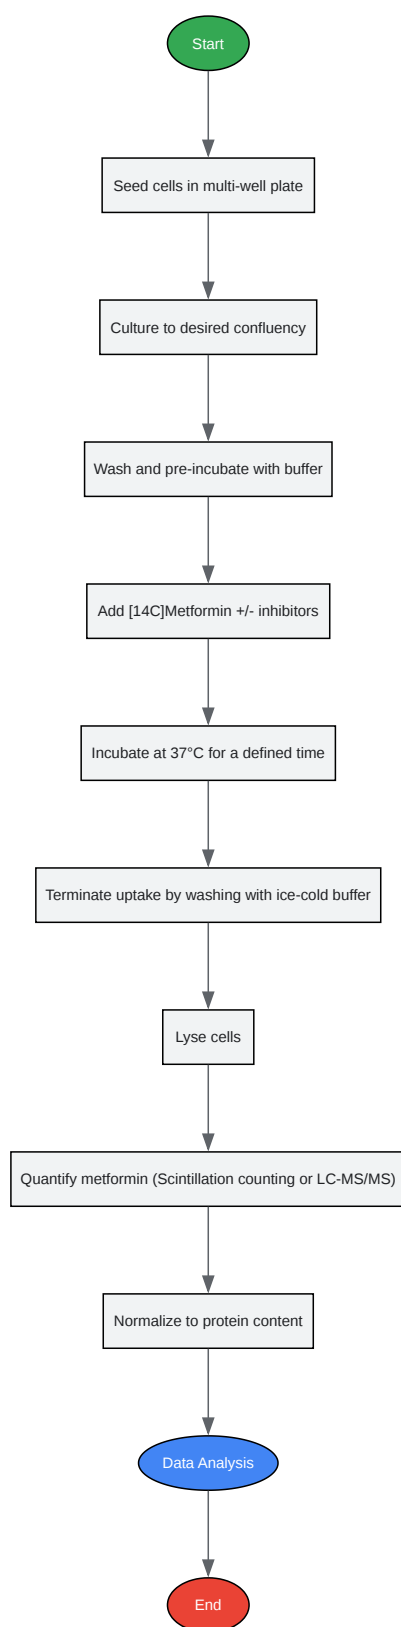 Start
Seed cells in multi-well plate
Culture to desired confluency
Wash and pre-incubate with buffer
Add [14C]Metformin +/- inhibitors
Incubate at 37°C for a defined time
Terminate uptake by washing with ice-cold buffer
Lyse cells
Quantify metformin (Scintillation counting or LC-MS/MS)
Normalize to protein content
Data Analysis
End